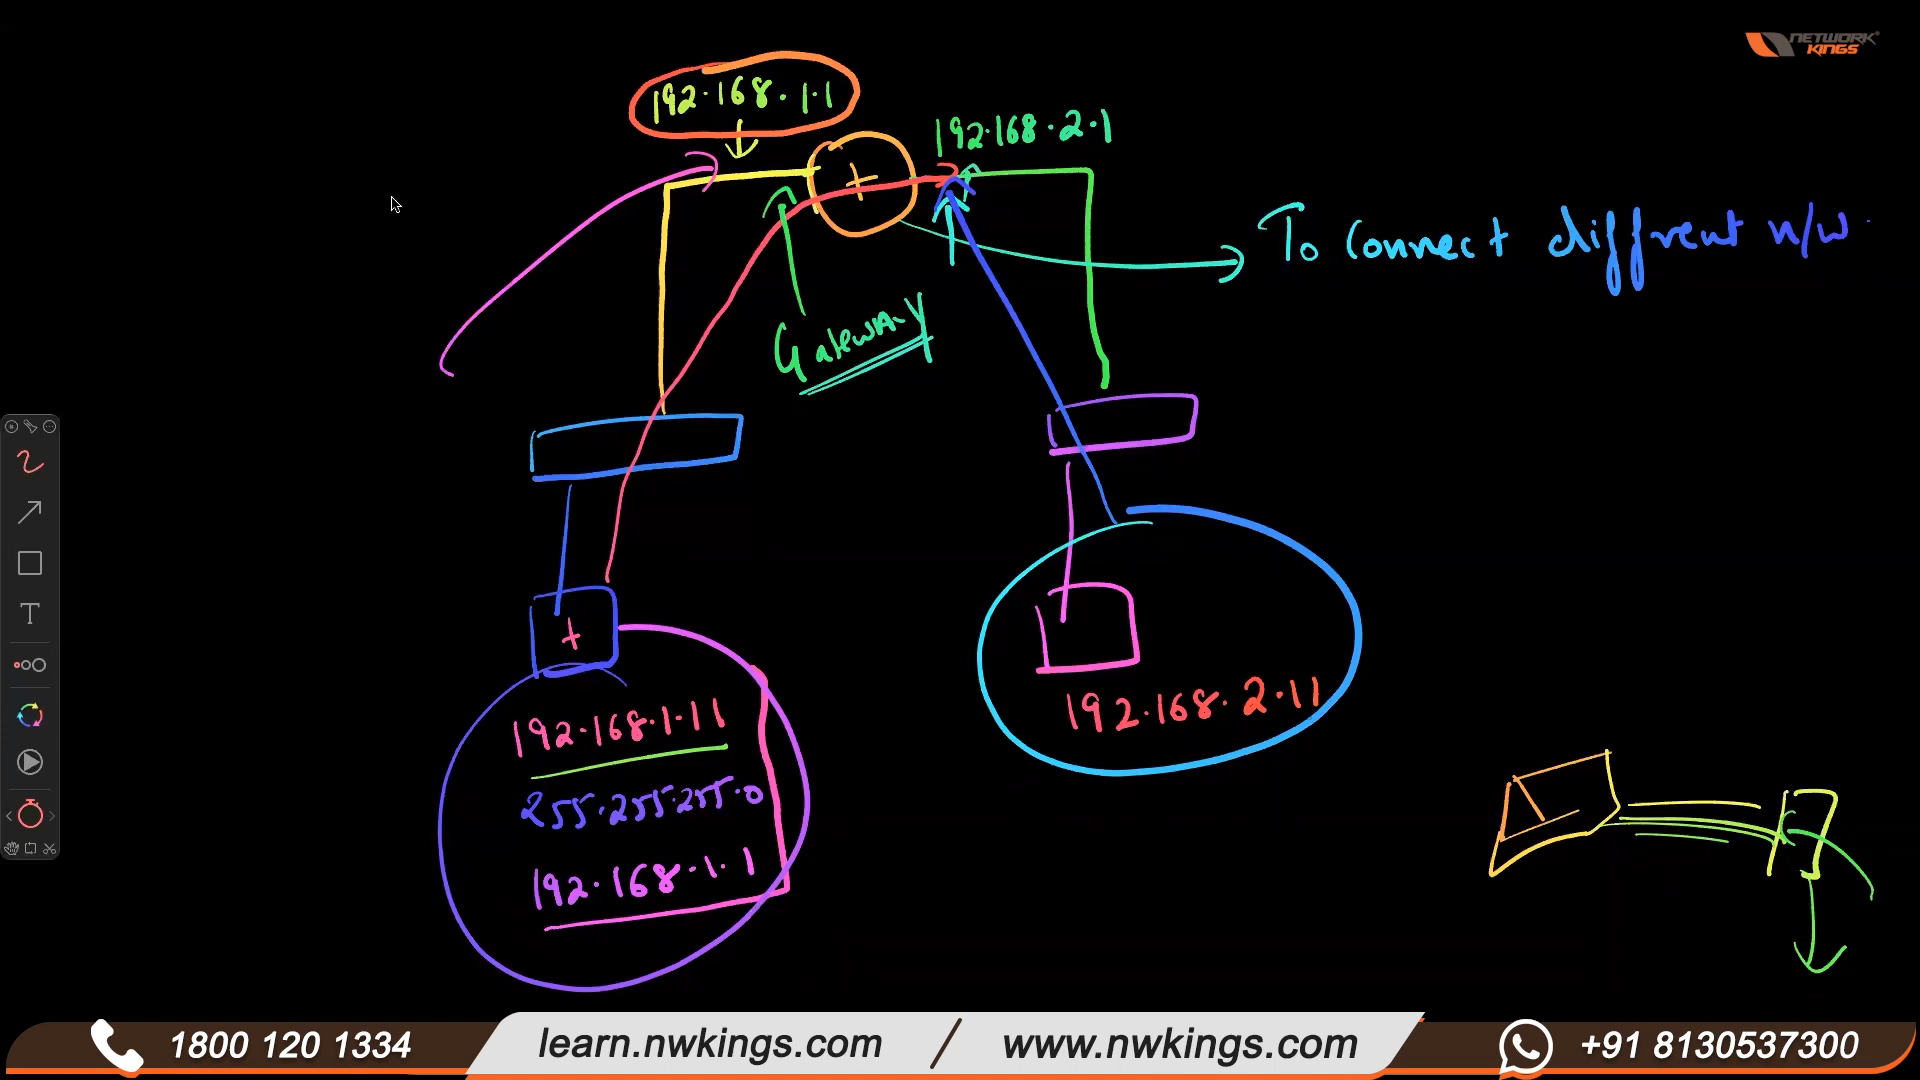 NETWORK
KINGS
192.168.1.1
192.168.2.1
To Connect diffrent n/w.
GatewAy
192.168.1.11
255.255.255.0
192.168.1.1
192.168.2.11
T
1800 120 1334
learn.nwkings.com / www.nwkings.com
+91 8130537300